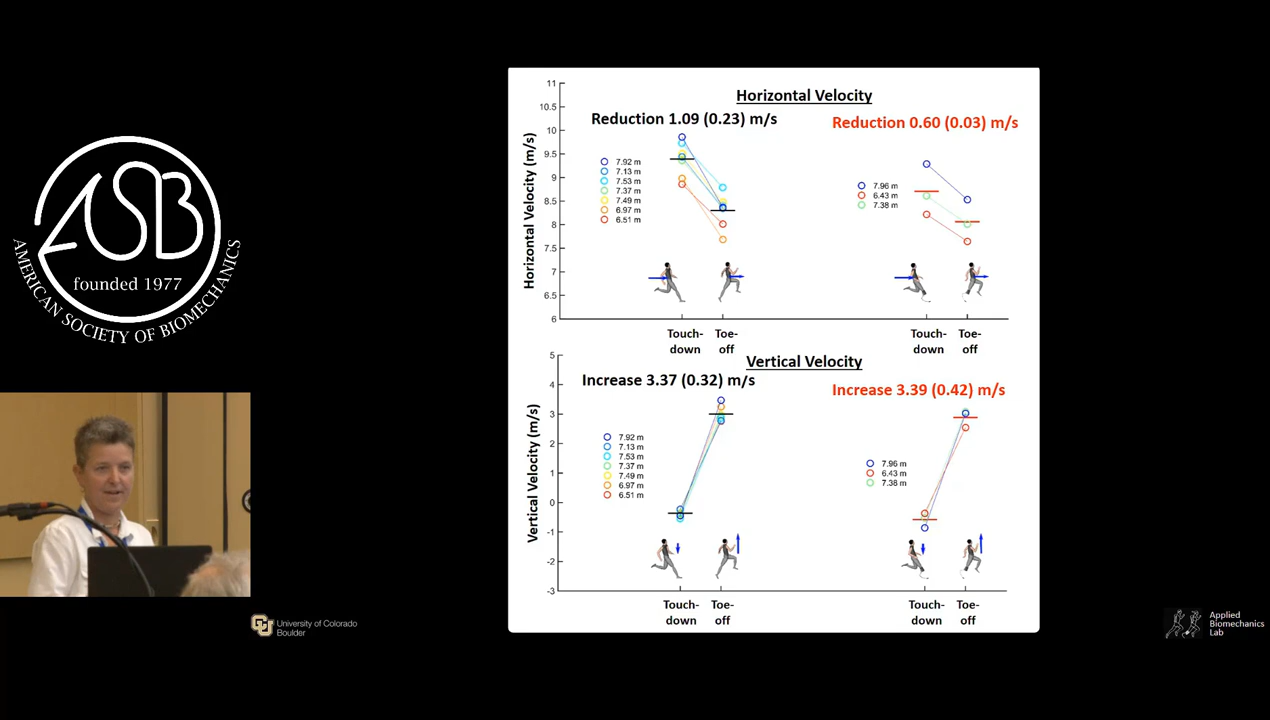 ASB
founded 1977
AMERICAN SOCIETY OF BIOMECHANICS
University of Colorado
Boulder
Horizontal Velocity
Reduction 1.09 (0.23) m/s
Reduction 0.60 (0.03) m/s
Horizontal Velocity (m/s)
11
10.5
10
9.5
9
8.5
8
7.5
7
6.5
6
7.92 m
7.13 m
7.53 m
7.37 m
7.49 m
6.97 m
6.51 m
7.96 m
6.43 m
7.38 m
Touch-
down
Toe-
off
Touch-
down
Toe-
off
Vertical Velocity
Increase 3.37 (0.32) m/s
Increase 3.39 (0.42) m/s
Vertical Velocity (m/s)
5
4
3
2
1
0
-1
-2
-3
7.92 m
7.13 m
7.53 m
7.37 m
7.49 m
6.97 m
6.51 m
7.96 m
6.43 m
7.38 m
Touch-
down
Toe-
off
Touch-
down
Toe-
off
Applied
Biomechanics
Lab